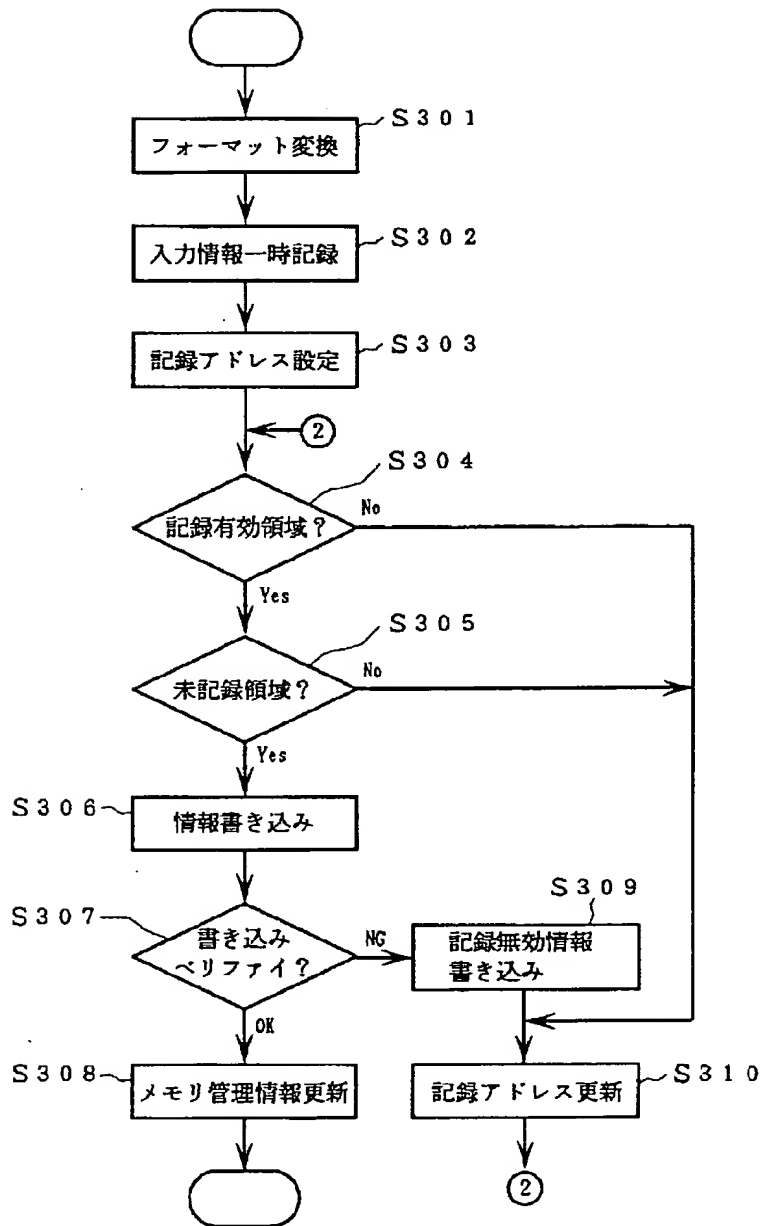 S301
フォーマット変換
S302
入力情報一時記録
S303
記録アドレス設定
②
S304
記録有効領域？
No
Yes
S305
未記録領域？
No
Yes
S306
情報書き込み
S307
書き込み
ベリファイ？
NG
OK
S309
記録無効情報
書き込み
S308
メモリ管理情報更新
S310
記録アドレス更新
②